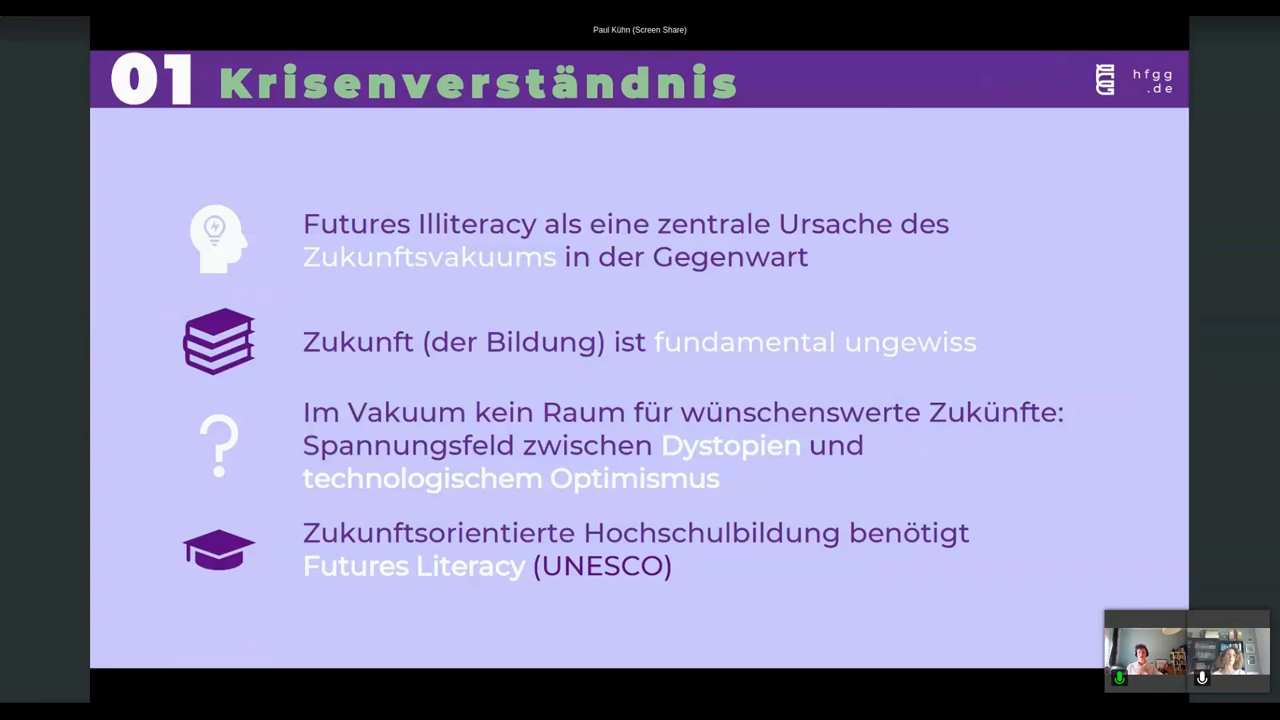 Paul Kühn (Screen Share)
01 Krisenverständnis
hfgg
.de
Futures Illiteracy als eine zentrale Ursache des
Zukunftsvakuums in der Gegenwart
Zukunft (der Bildung) ist fundamental ungewiss
Im Vakuum kein Raum für wünschenswerte Zukünfte:
Spannungsfeld zwischen Dystopien und
technologischem Optimismus
Zukunftsorientierte Hochschulbildung benötigt
Futures Literacy (UNESCO)